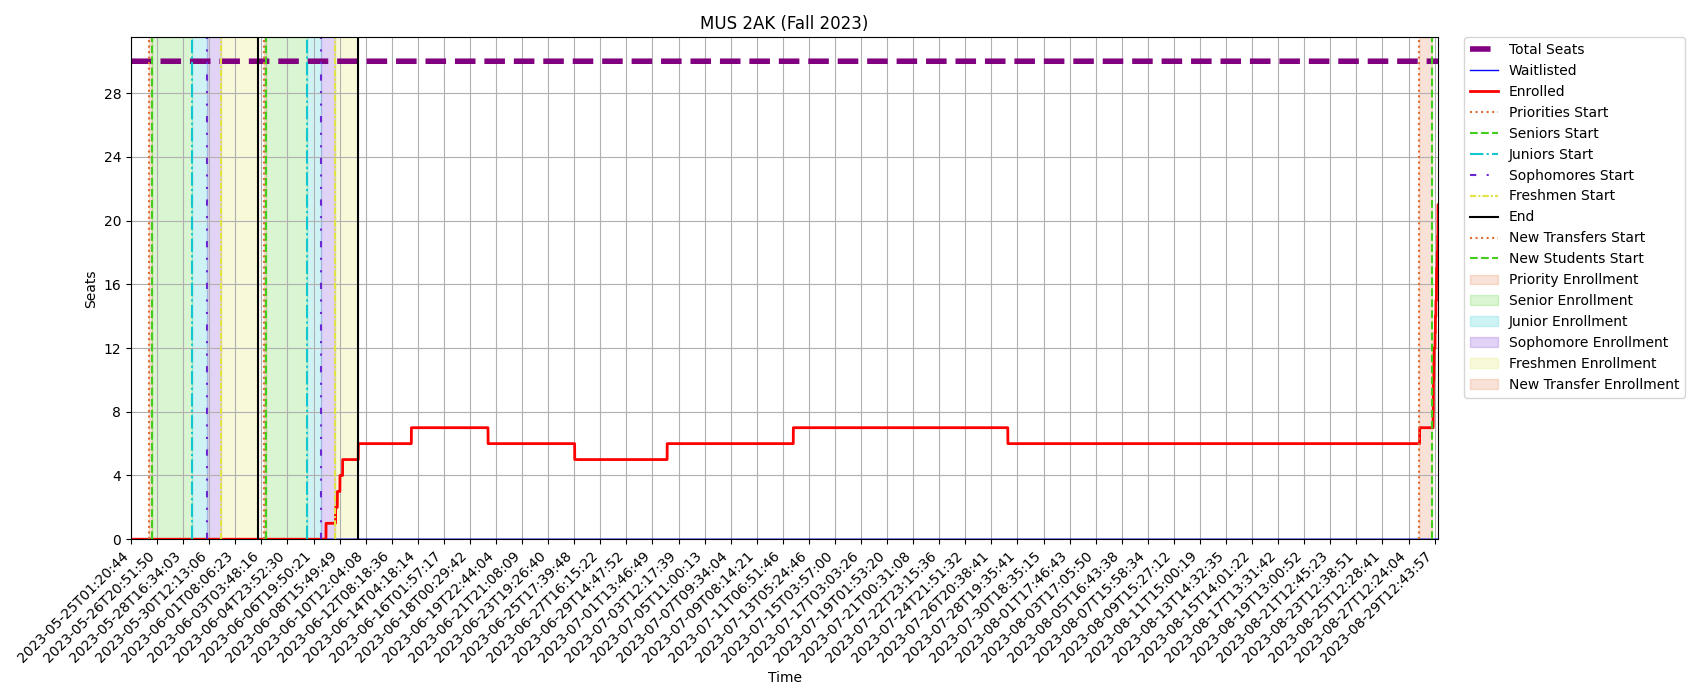 MUS 2AK (Fall 2023)
Total Seats
Waitlisted
Enrolled
Priorities Start
Seniors Start
Juniors Start
Sophomores Start
Freshmen Start
End
New Transfers Start
New Students Start
Priority Enrollment
Senior Enrollment
Junior Enrollment
Sophomore Enrollment
Freshmen Enrollment
New Transfer Enrollment
Seats
28
24
20
16
12
8
4
0
2023-05-25T01:20:44
2023-05-26T20:51:50
2023-05-28T16:34:03
2023-05-30T12:13:06
2023-06-01T08:06:23
2023-06-03T03:48:16
2023-06-04T23:52:30
2023-06-06T19:50:21
2023-06-08T15:49:49
2023-06-10T12:04:08
2023-06-12T08:18:36
2023-06-14T04:18:14
2023-06-16T01:57:17
2023-06-18T00:29:42
2023-06-19T22:44:04
2023-06-21T21:08:09
2023-06-23T19:26:40
2023-06-25T17:39:48
2023-06-27T16:15:22
2023-06-29T14:47:52
2023-07-01T13:46:49
2023-07-03T12:17:39
2023-07-05T11:00:13
2023-07-07T09:34:04
2023-07-09T08:14:21
2023-07-11T06:51:46
2023-07-13T05:24:46
2023-07-15T03:57:00
2023-07-17T03:03:26
2023-07-19T01:53:20
2023-07-21T00:31:08
2023-07-22T23:15:36
2023-07-24T21:51:32
2023-07-26T20:38:41
2023-07-28T19:35:41
2023-07-30T18:35:15
2023-08-01T17:46:43
2023-08-03T17:05:50
2023-08-05T16:43:38
2023-08-07T15:58:34
2023-08-09T15:27:12
2023-08-11T15:00:19
2023-08-13T14:32:35
2023-08-15T14:01:22
2023-08-17T13:31:42
2023-08-19T13:00:52
2023-08-21T12:45:23
2023-08-23T12:38:51
2023-08-25T12:28:41
2023-08-27T12:24:04
2023-08-29T12:43:57
Time